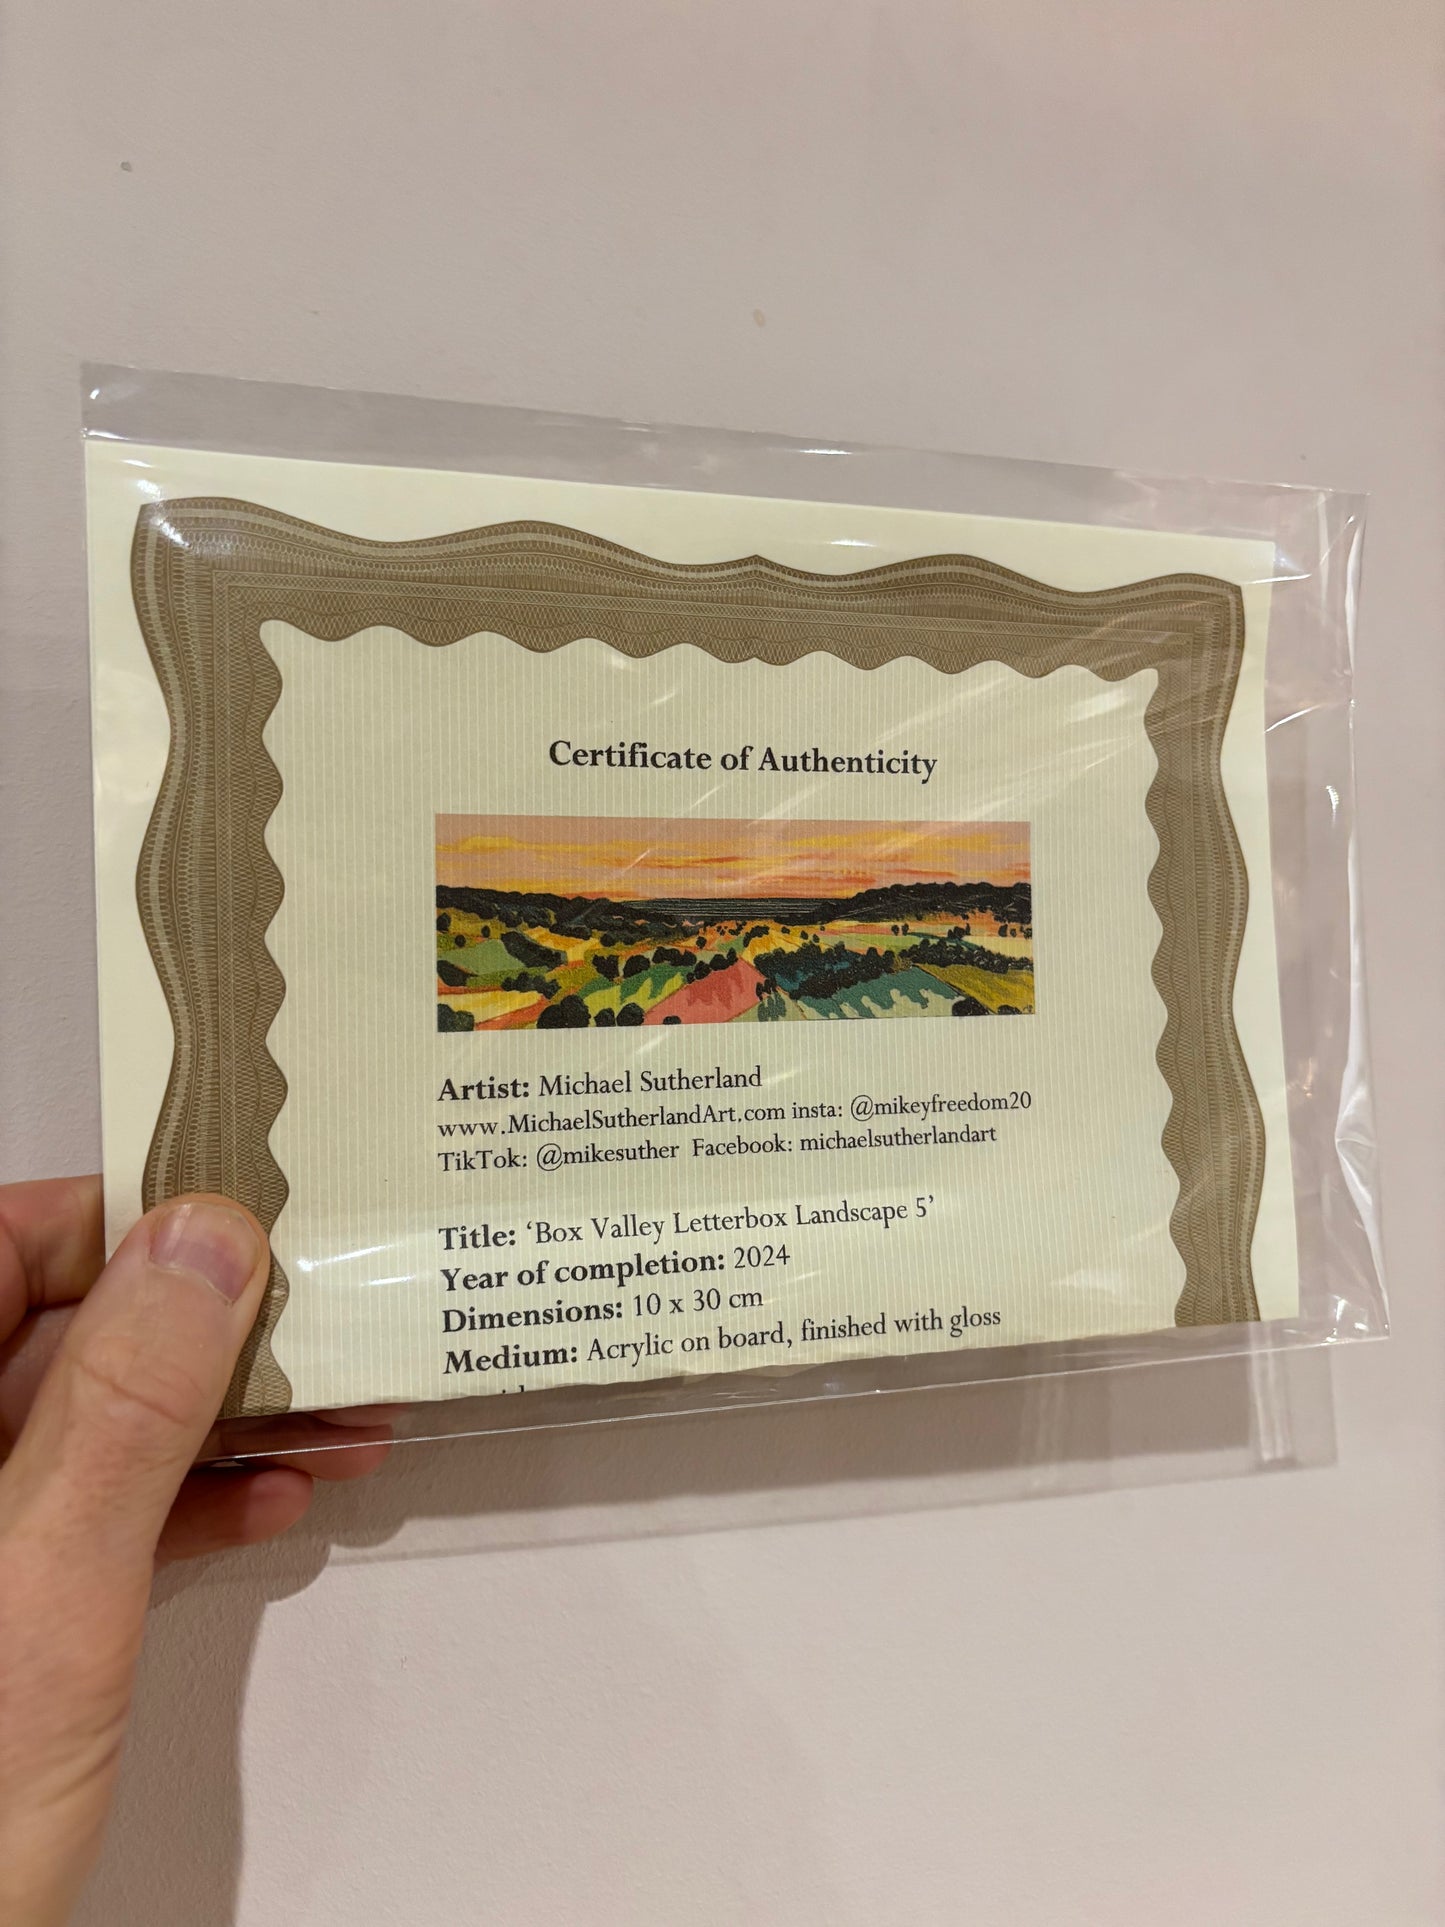 Certificate of Authenticity
Artist: Michael Sutherland
www.MichaelSutherlandArt.com insta: @mikeyfreedom20
TikTok: @mikesuther Facebook: michaelsutherlandart
Title: ‘Box Valley Letterbox Landscape 5’
Year of completion: 2024
Dimensions: 10 x 30 cm
Medium: Acrylic on board, finished with gloss